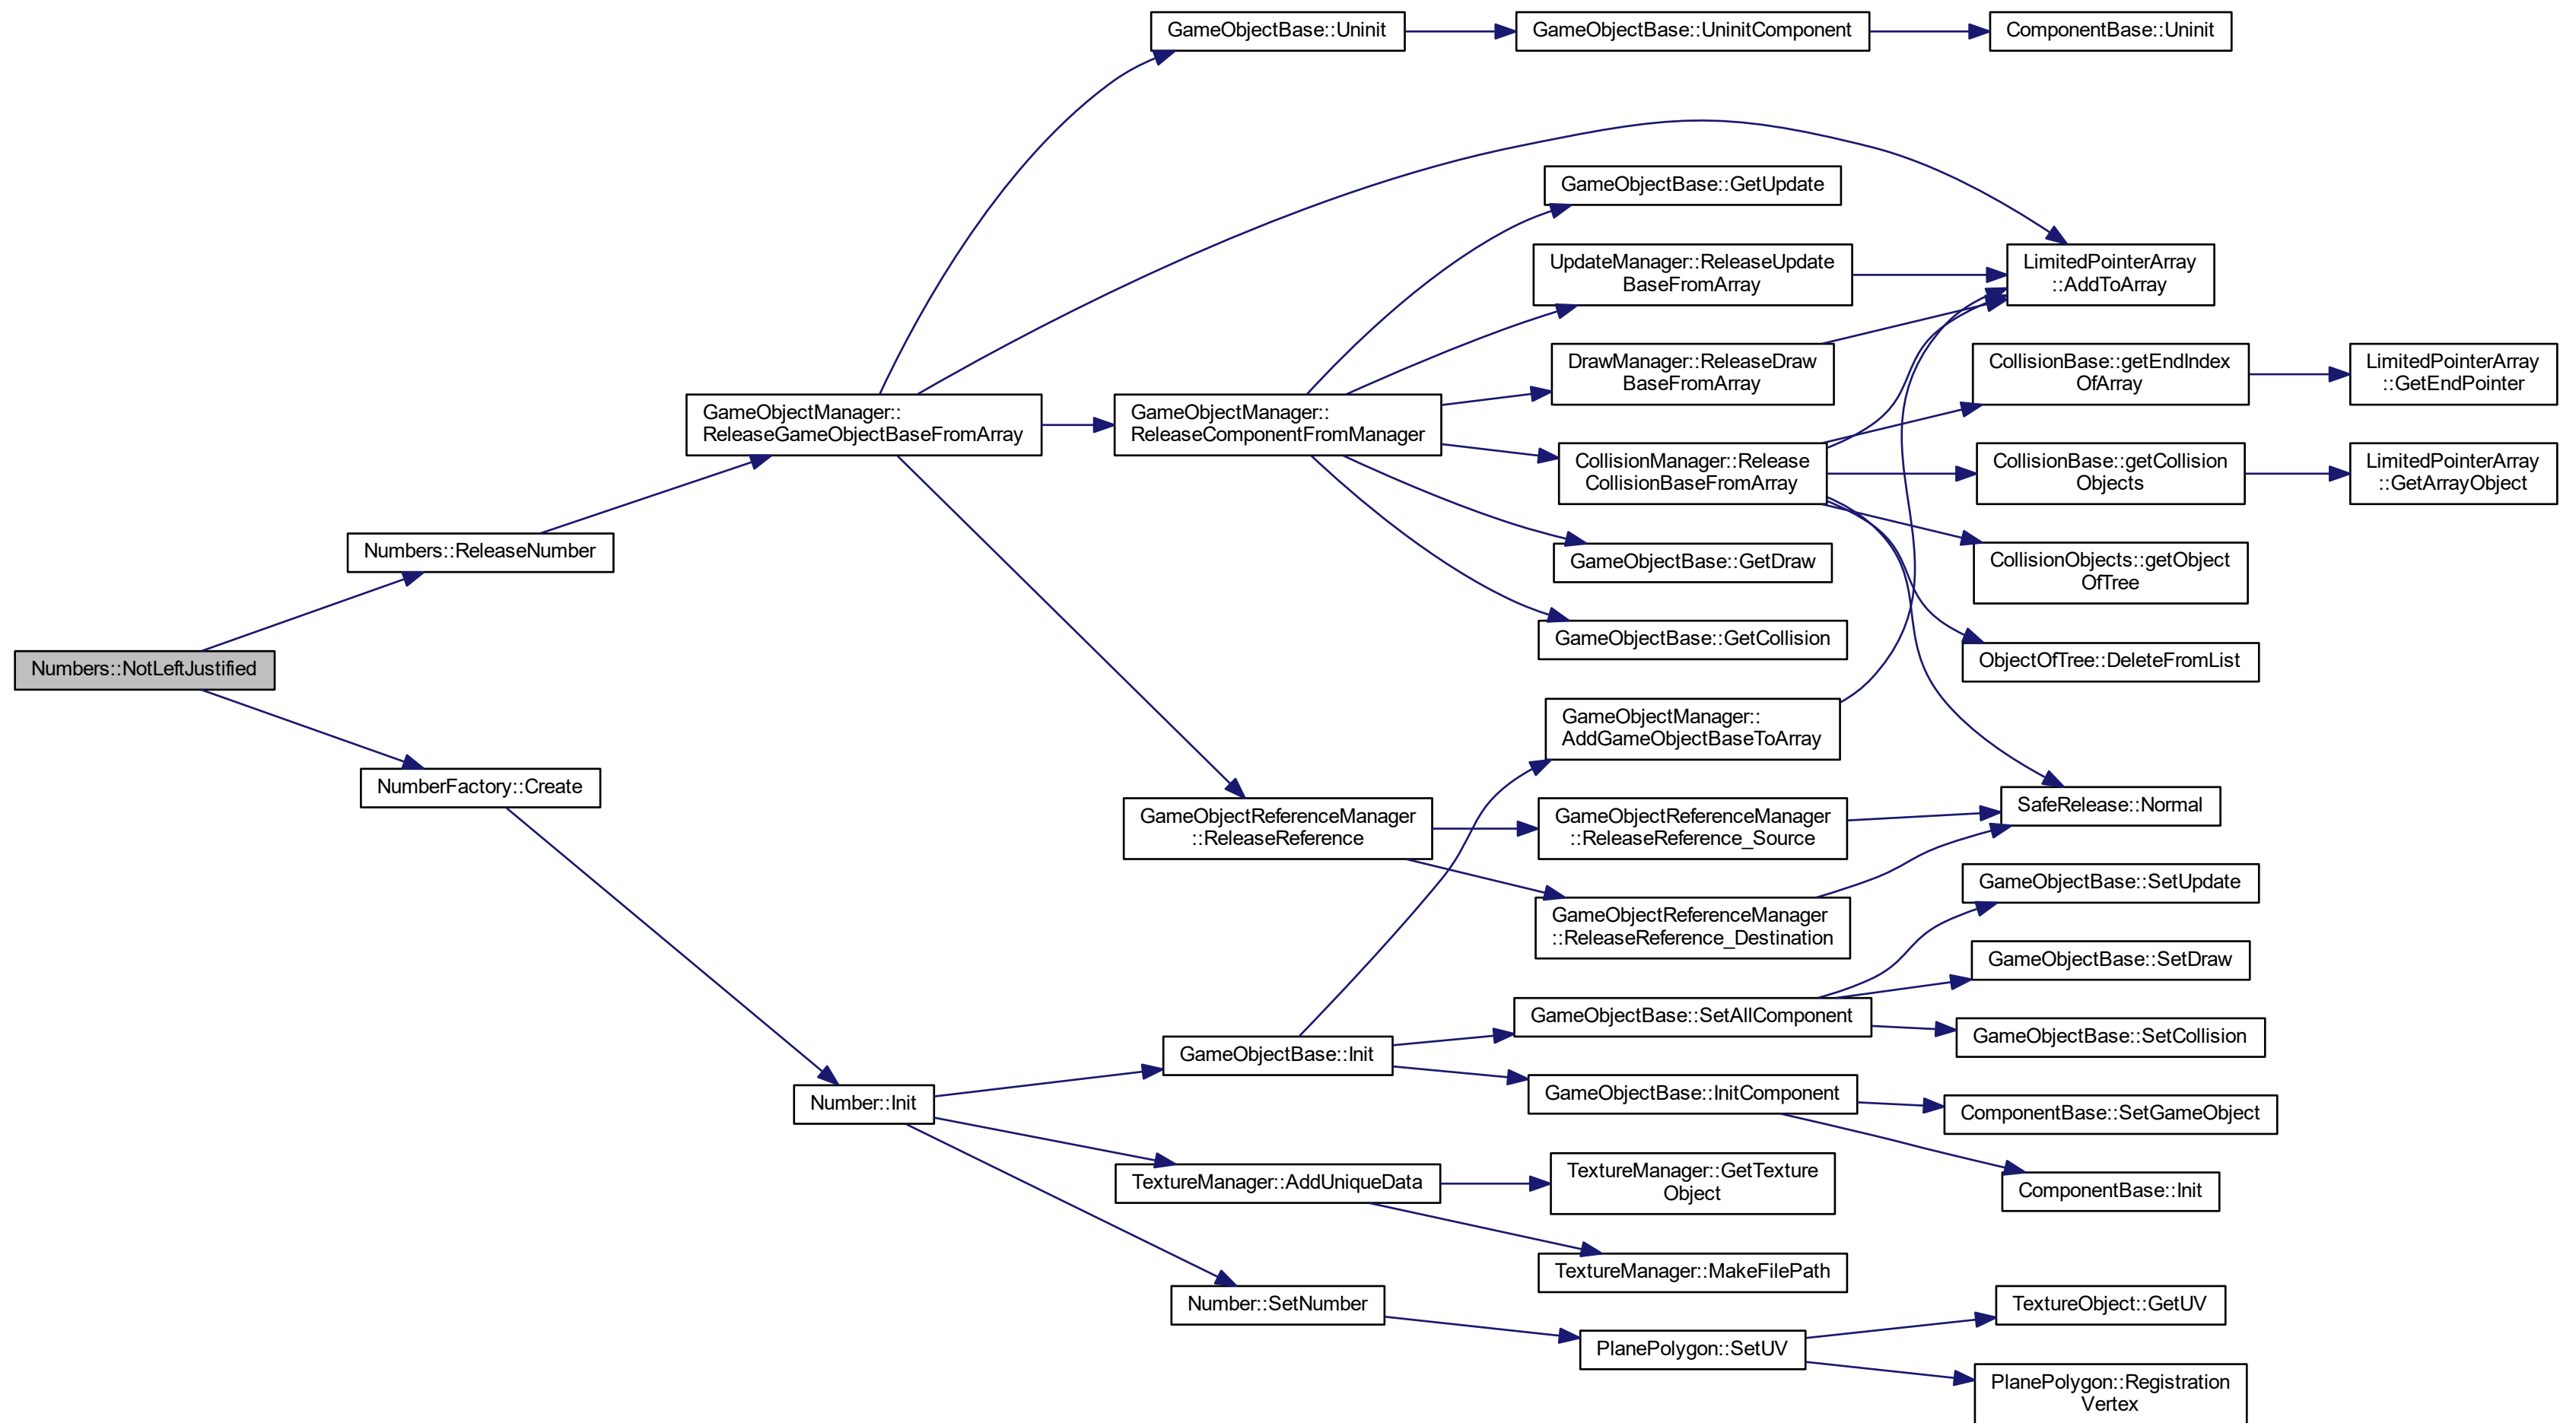 GameObjectBase::Uninit
GameObjectBase::UninitComponent
ComponentBase::Uninit
GameObjectBase::GetUpdate
UpdateManager::ReleaseUpdate
BaseFromArray
LimitedPointerArray
::AddToArray
DrawManager::ReleaseDraw
BaseFromArray
CollisionBase::getEndIndex
OfArray
LimitedPointerArray
::GetEndPointer
GameObjectManager::
ReleaseGameObjectBaseFromArray
GameObjectManager::
ReleaseComponentFromManager
CollisionManager::Release
CollisionBaseFromArray
CollisionBase::getCollision
Objects
LimitedPointerArray
::GetArrayObject
Numbers::ReleaseNumber
GameObjectBase::GetDraw
CollisionObjects::getObject
OfTree
GameObjectBase::GetCollision
ObjectOfTree::DeleteFromList
Numbers::NotLeftJustified
GameObjectManager::
AddGameObjectBaseToArray
NumberFactory::Create
SafeRelease::Normal
GameObjectReferenceManager
::ReleaseReference
GameObjectReferenceManager
::ReleaseReference_Source
GameObjectBase::SetUpdate
GameObjectReferenceManager
::ReleaseReference_Destination
GameObjectBase::SetDraw
GameObjectBase::SetAllComponent
GameObjectBase::SetCollision
GameObjectBase::Init
GameObjectBase::InitComponent
Number::Init
ComponentBase::SetGameObject
TextureManager::AddUniqueData
TextureManager::GetTexture
Object
ComponentBase::Init
TextureManager::MakeFilePath
Number::SetNumber
TextureObject::GetUV
PlanePolygon::SetUV
PlanePolygon::Registration
Vertex